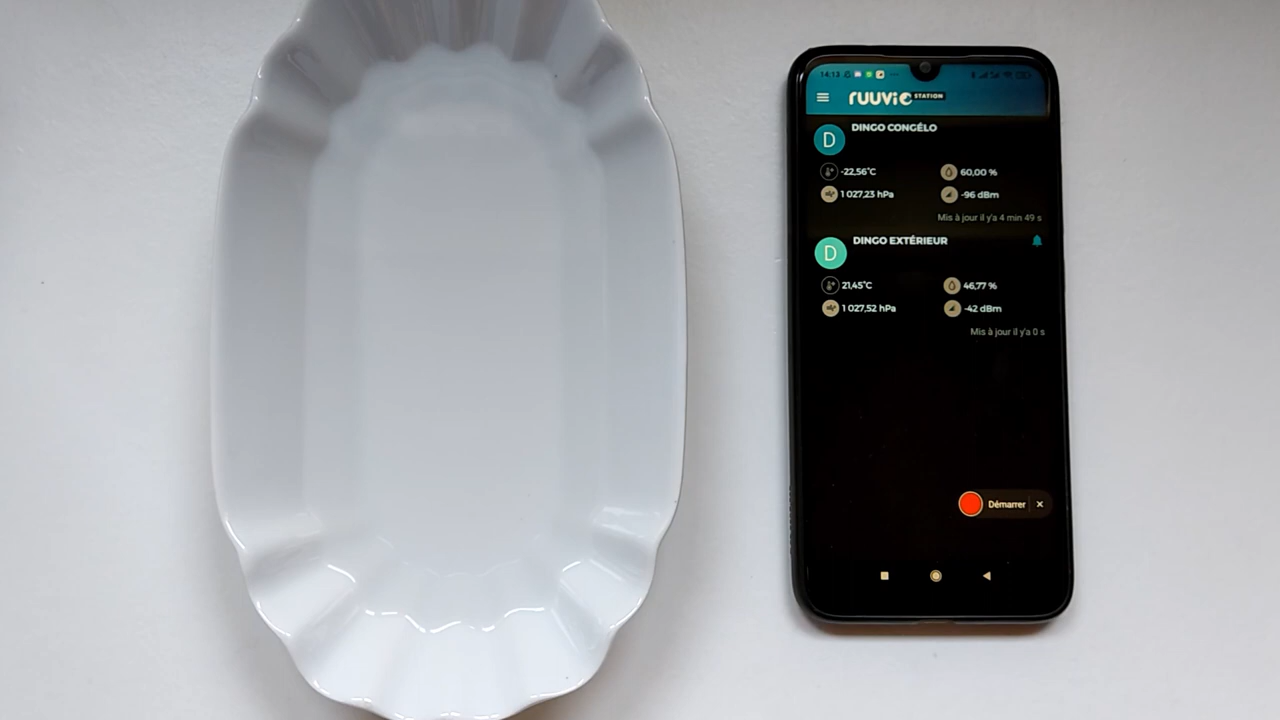 14:13
ruuvi STATION
D DINGO CONGÉLO
-22,56°C 60,00 %
1 027,23 hPa -96 dBm
Mis à jour il y'a 4 min 49 s
D DINGO EXTÉRIEUR
21,45°C 46,77 %
1 027,52 hPa -42 dBm
Mis à jour il y'a 0 s
Démarrer ✕